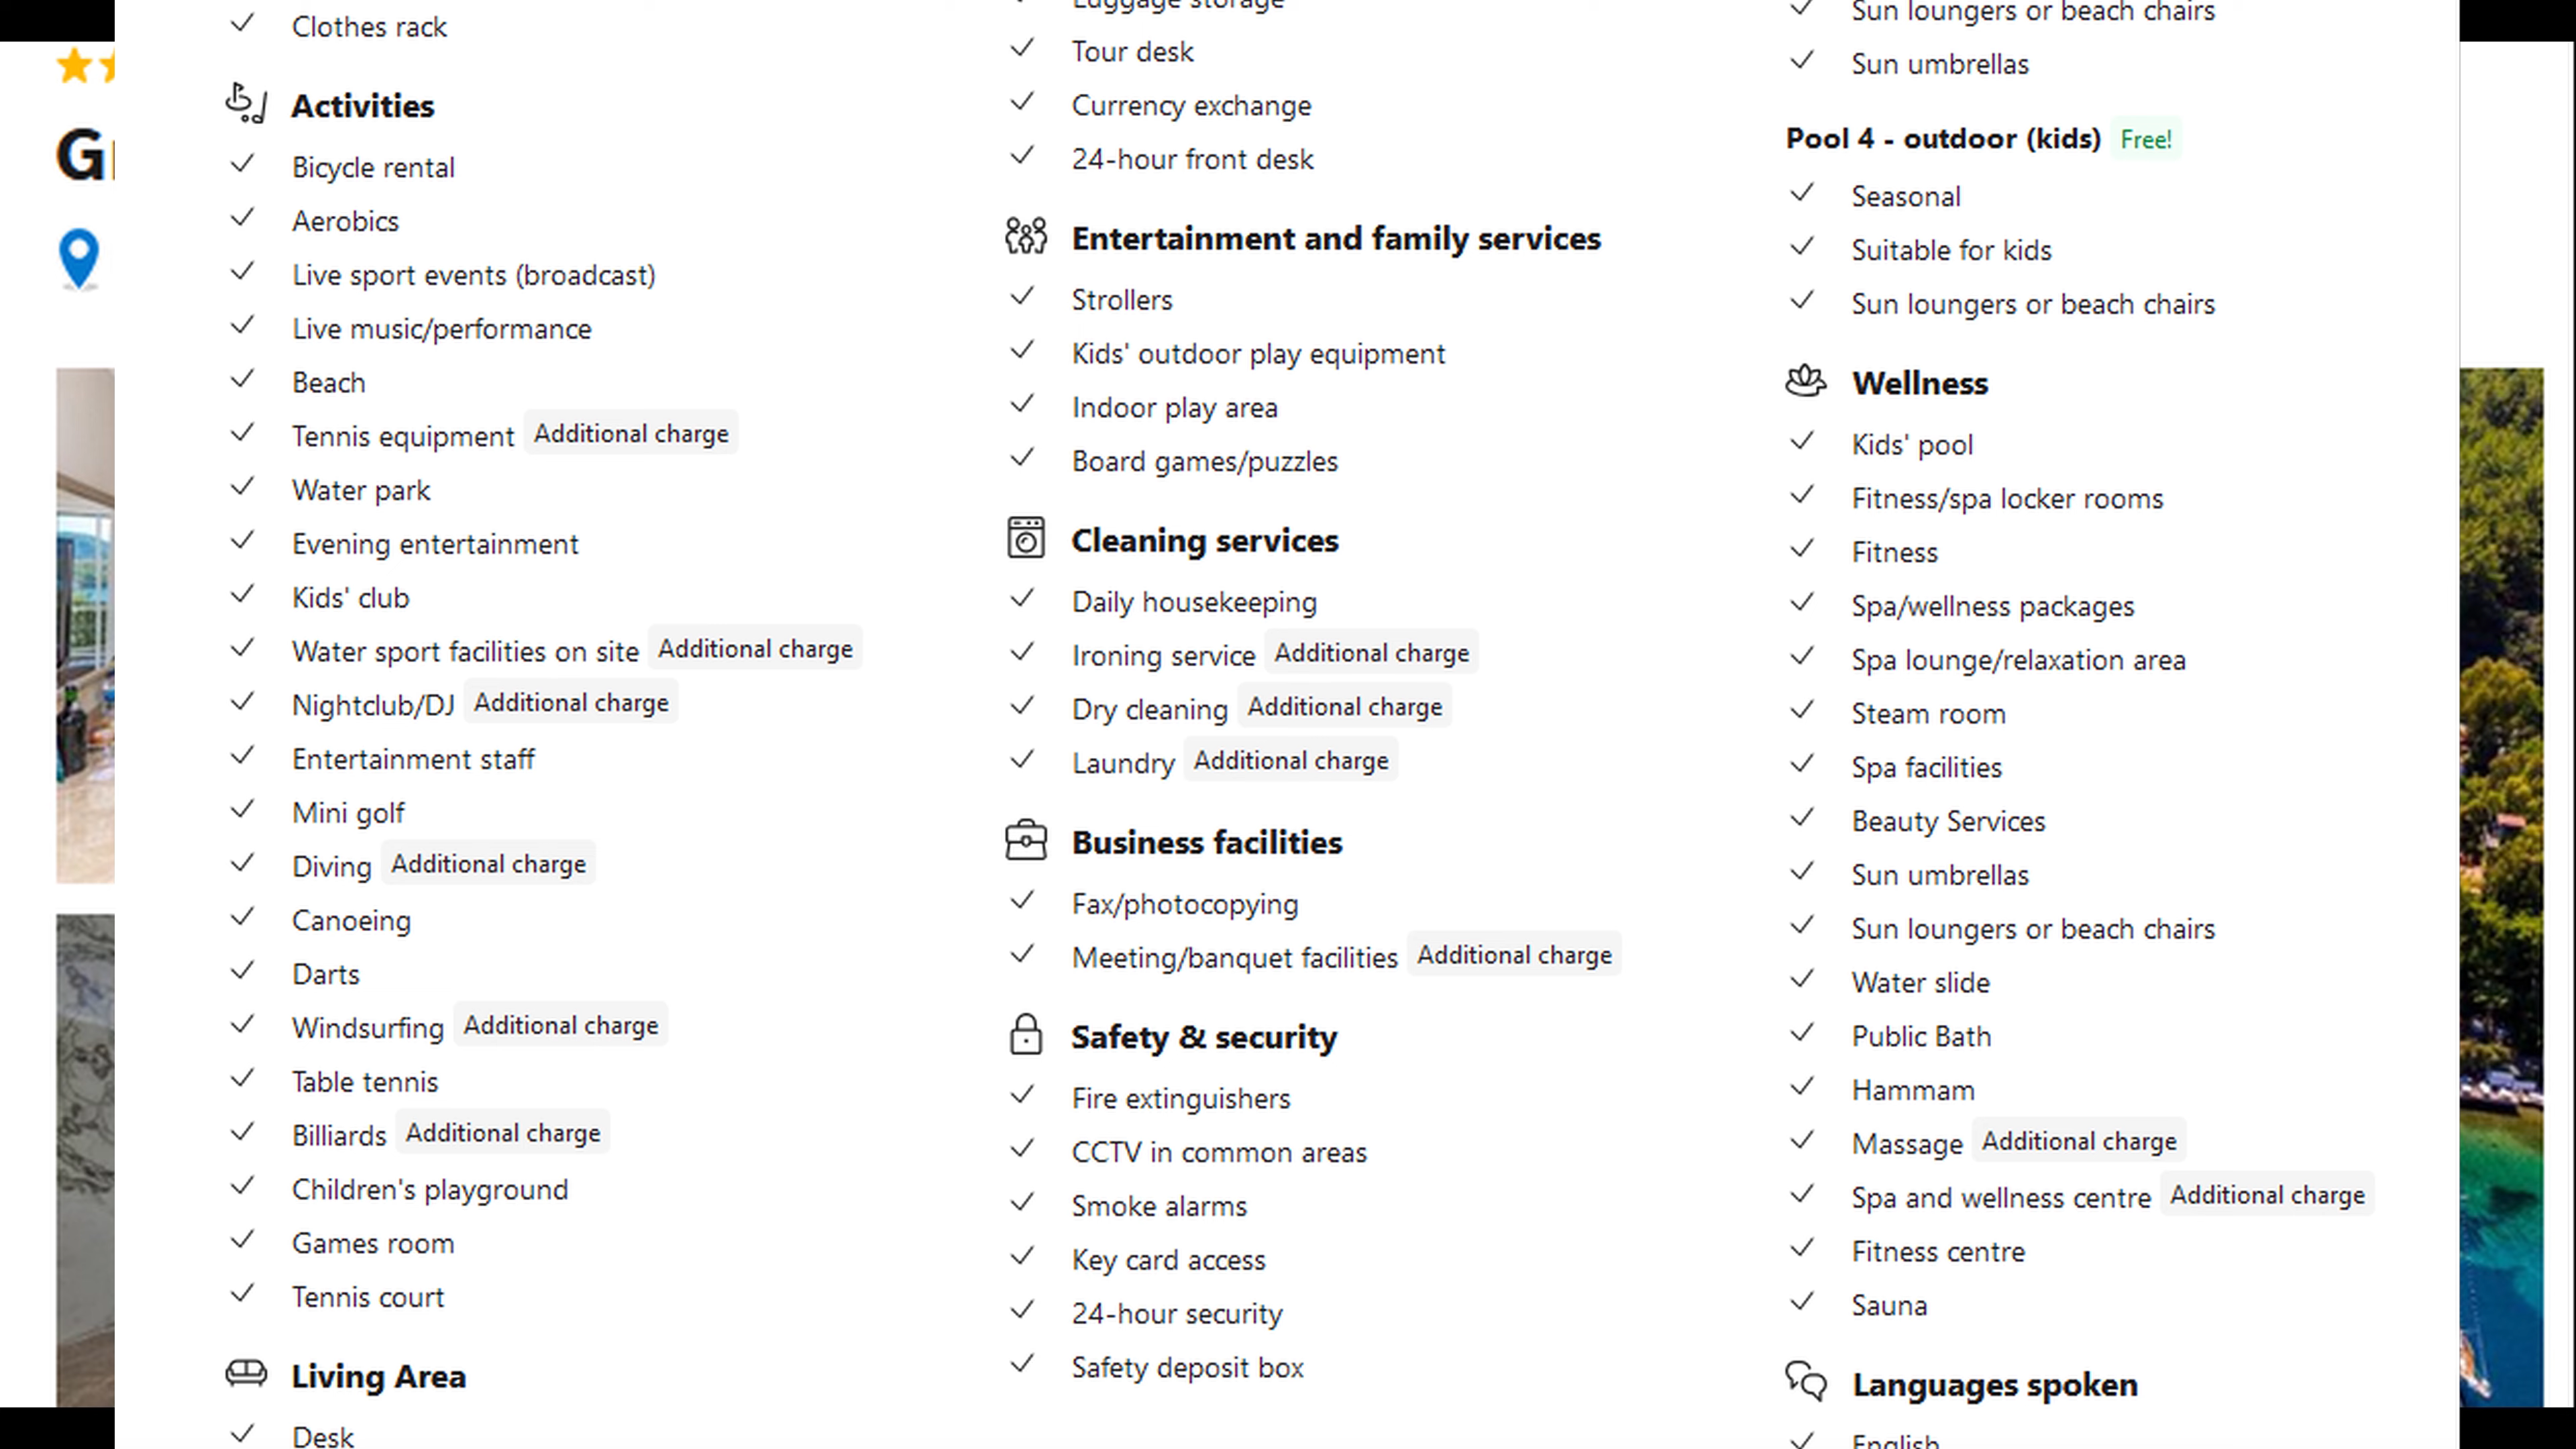 Clothes rack
Activities
Bicycle rental
Aerobics
Live sport events (broadcast)
Live music/performance
Beach
Tennis equipment Additional charge
Water park
Evening entertainment
Kids' club
Water sport facilities on site Additional charge
Nightclub/DJ Additional charge
Entertainment staff
Mini golf
Diving Additional charge
Canoeing
Darts
Windsurfing Additional charge
Table tennis
Billiards Additional charge
Children's playground
Games room
Tennis court
Living Area
Desk
Luggage storage
Tour desk
Currency exchange
24-hour front desk
Entertainment and family services
Strollers
Kids' outdoor play equipment
Indoor play area
Board games/puzzles
Cleaning services
Daily housekeeping
Ironing service Additional charge
Dry cleaning Additional charge
Laundry Additional charge
Business facilities
Fax/photocopying
Meeting/banquet facilities Additional charge
Safety & security
Fire extinguishers
CCTV in common areas
Smoke alarms
Key card access
24-hour security
Safety deposit box
Sun loungers or beach chairs
Sun umbrellas
Pool 4 - outdoor (kids) Free!
Seasonal
Suitable for kids
Sun loungers or beach chairs
Wellness
Kids' pool
Fitness/spa locker rooms
Fitness
Spa/wellness packages
Spa lounge/relaxation area
Steam room
Spa facilities
Beauty Services
Sun umbrellas
Sun loungers or beach chairs
Water slide
Public Bath
Hammam
Massage Additional charge
Spa and wellness centre Additional charge
Fitness centre
Sauna
Languages spoken
English